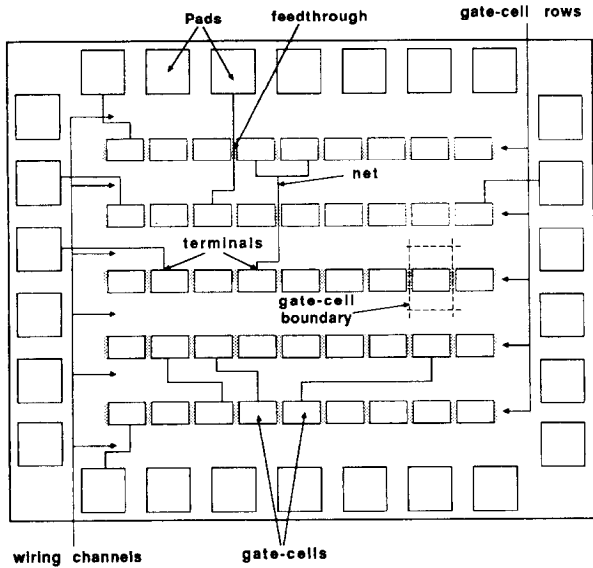 Pads
feedthrough
gate-cell rows
net
terminals
gate-cell
boundary
wiring channels
gate-cells